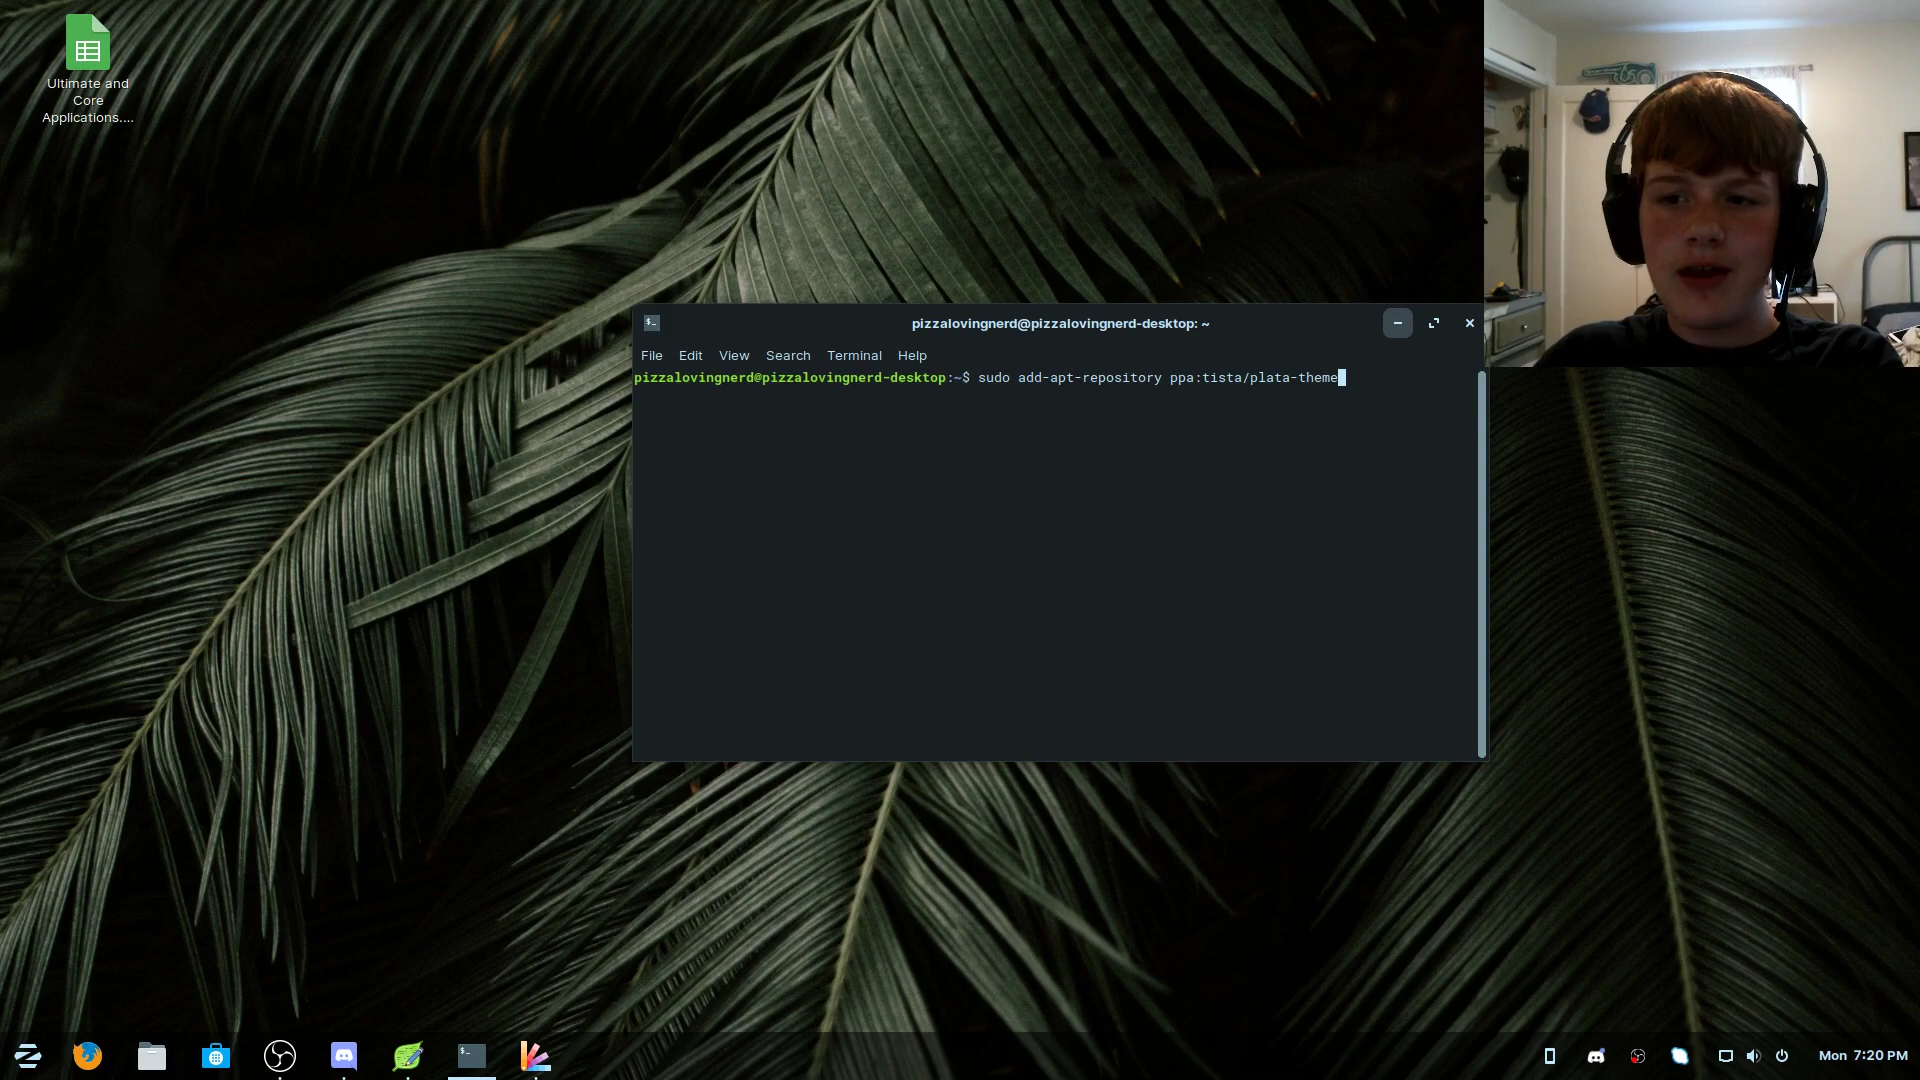 Ultimate and
Core
Applications....
pizzalovingnerd@pizzalovingnerd-desktop: ~
File Edit View Search Terminal Help
pizzalovingnerd@pizzalovingnerd-desktop:~$ sudo add-apt-repository ppa:tista/plata-theme
Mon 7:20 PM